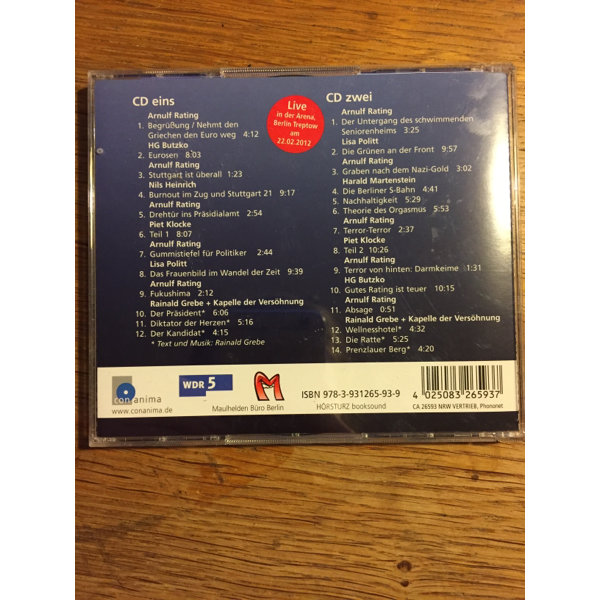 CD eins
Arnulf Rating
1. Begrüßung / Nehmt den
Griechen den Euro weg 4:12
HG Butzko
2. Eurosen 8:03
Arnulf Rating
3. Stuttgart ist überall 1:23
Nils Heinrich
4. Burnout im Zug und Stuttgart 21 9:17
Arnulf Rating
5. Drehtür ins Präsidialamt 2:54
Piet Klocke
6. Teil 1 8:07
Arnulf Rating
7. Gummistiefel für Politiker 2:44
Lisa Politt
8. Das Frauenbild im Wandel der Zeit 9:39
Arnulf Rating
9. Fukushima 2:12
Rainald Grebe + Kapelle der Versöhnung
10. Der Präsident* 6:06
11. Diktator der Herzen* 5:16
12. Der Kandidat* 4:15
* Text und Musik: Rainald Grebe
Live
in der Arena,
Berlin Treptow
am
22.02.2012
CD zwei
Arnulf Rating
1. Der Untergang des schwimmenden
Seniorenheims 3:25
Lisa Politt
2. Die Grünen an der Front 9:57
Arnulf Rating
3. Graben nach dem Nazi-Gold 3:02
Harald Martenstein
4. Die Berliner S-Bahn 4:41
5. Nachhaltigkeit 5:29
6. Theorie des Orgasmus 5:53
Arnulf Rating
7. Terror-Terror 2:37
Piet Klocke
8. Teil 2 10:26
Arnulf Rating
9. Terror von hinten: Darmkeime 1:31
HG Butzko
10. Gutes Rating ist teuer 10:15
Arnulf Rating
11. Absage 0:51
Rainald Grebe + Kapelle der Versöhnung
12. Wellnesshotel* 4:32
13. Die Ratte* 5:25
14. Prenzlauer Berg* 4:20
conanima
www.conanima.de
WDR 5
M
Maulhelden Büro Berlin
ISBN 978-3-931265-93-9
HÖRSTURZ booksound
4 025083 265937
CA 26593 NRW VERTRIEB, Phononet